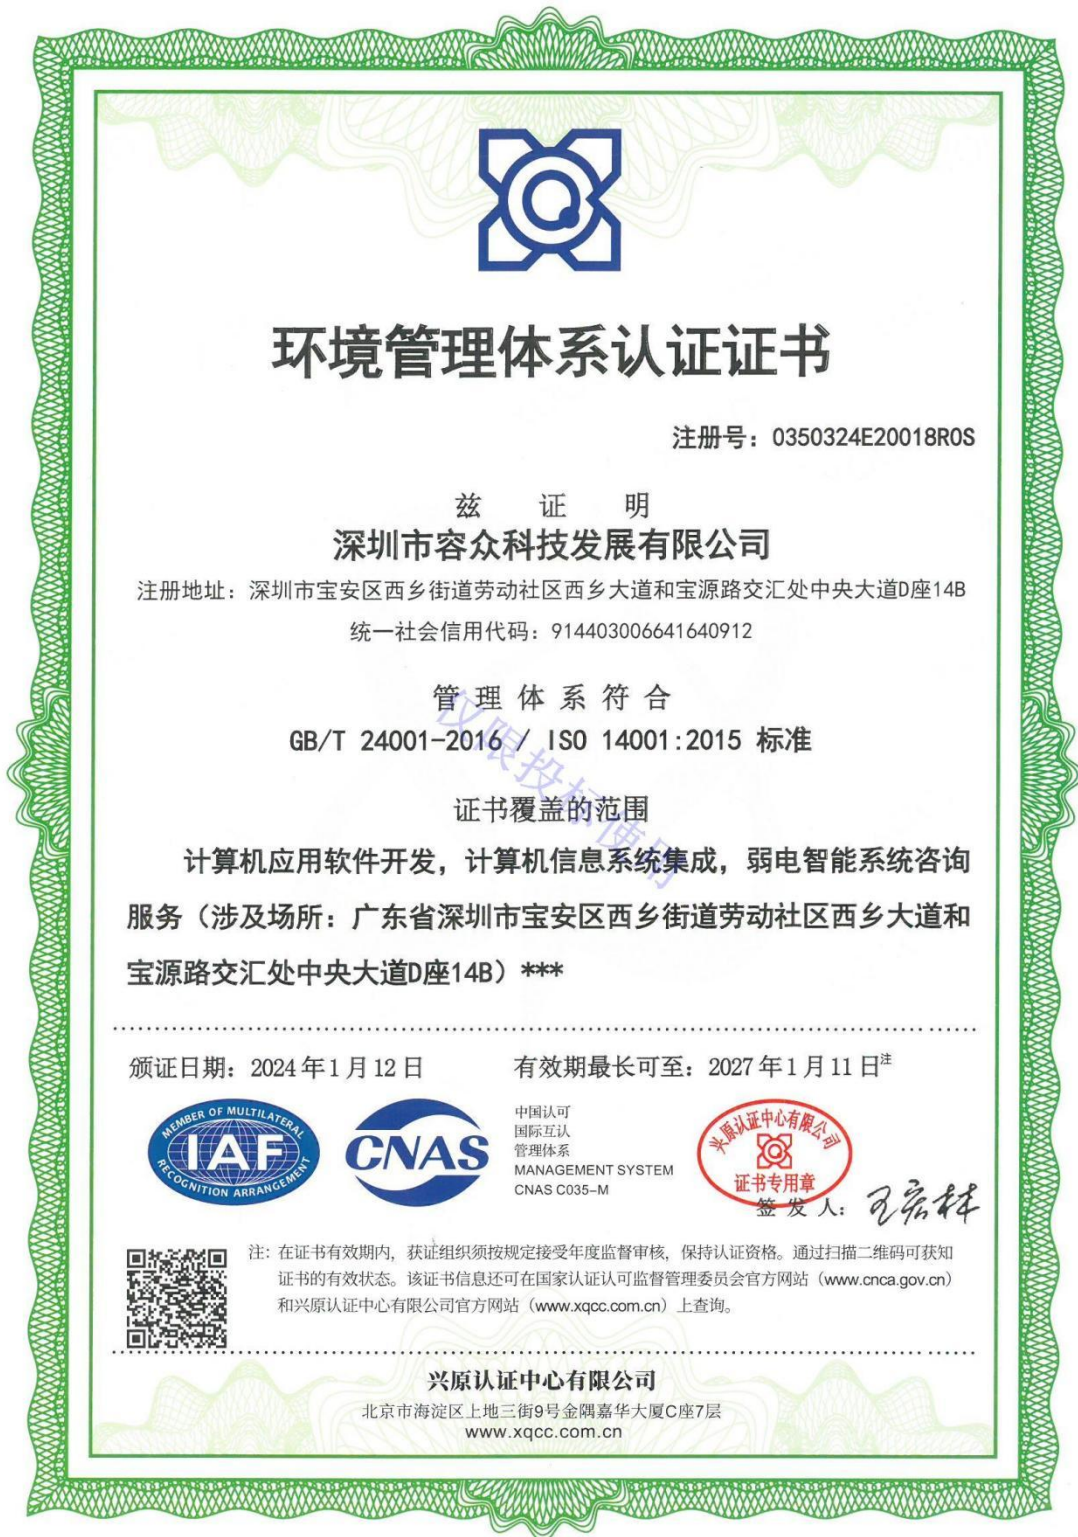 环境管理体系认证证书
注册号：0350324E20018R0S
兹 证 明
深圳市容众科技发展有限公司
注册地址：深圳市宝安区西乡街道劳动社区西乡大道和宝源路交汇处中央大道D座14B
统一社会信用代码：914403006641640912
管 理 体 系 符 合
GB/T 24001-2016 / ISO 14001:2015 标准
仅限投标使用
证书覆盖的范围
计算机应用软件开发，计算机信息系统集成，弱电智能系统咨询
服务（涉及场所：广东省深圳市宝安区西乡街道劳动社区西乡大道和
宝源路交汇处中央大道D座14B）***
颁证日期：2024年1月12日
有效期最长可至：2027年1月11日注
MEMBER OF MULTILATERAL
IAF
RECOGNITION ARRANGEMENT
CNAS
中国认可
国际互认
管理体系
MANAGEMENT SYSTEM
CNAS C035-M
兴原认证中心有限公司
证书专用章
签 发 人：
注：在证书有效期内，获证组织须按规定接受年度监督审核，保持认证资格。通过扫描二维码可获知
证书的有效状态。该证书信息还可在国家认证认可监督管理委员会官方网站（www.cnca.gov.cn）
和兴原认证中心有限公司官方网站（www.xqcc.com.cn）上查询。
兴原认证中心有限公司
北京市海淀区上地三街9号金隅嘉华大厦C座7层
www.xqcc.com.cn